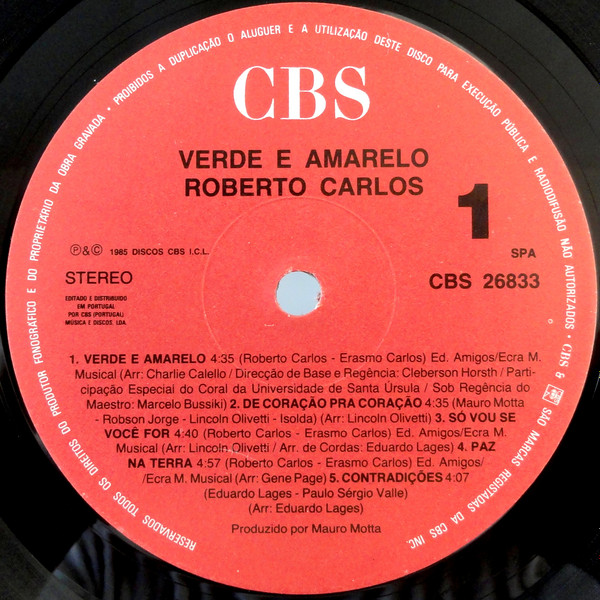 RESERVADOS TODOS OS DIREITOS DO PRODUTOR FONOGRÁFICO E DO PROPRIETÁRIO DA OBRA GRAVADA • PROIBIDOS A DUPLICAÇÃO O ALUGUER E A UTILIZAÇÃO DESTE DISCO PARA EXECUÇÃO PÚBLICA E RADIODIFUSÃO NÃO AUTORIZADOS • CBS & SÃO MARCAS REGISTADAS DA CBS INC.
CBS
VERDE E AMARELO
ROBERTO CARLOS
1
℗&© 1985 DISCOS CBS I.C.L.
SPA
STEREO
CBS 26833
EDITADO E DISTRIBUIDO
EM PORTUGAL
POR CBS (PORTUGAL)
MÚSICA E DISCOS, LDA.
1. VERDE E AMARELO 4:35 (Roberto Carlos - Erasmo Carlos) Ed. Amigos/Ecra M.
Musical (Arr: Charlie Calello / Direcção de Base e Regência: Cleberson Horsth / Parti-
cipação Especial do Coral da Universidade de Santa Úrsula / Sob Regência do
Maestro: Marcelo Bussiki) 2. DE CORAÇÃO PRA CORAÇÃO 4:35 (Mauro Motta
- Robson Jorge - Lincoln Olivetti - Isolda) (Arr: Lincoln Olivetti) 3. SÓ VOU SE
VOCÊ FOR 4:40 (Roberto Carlos - Erasmo Carlos) Ed. Amigos/Ecra M.
Musical (Arr: Lincoln Olivetti / Arr. de Cordas: Eduardo Lages) 4. PAZ
NA TERRA 4:57 (Roberto Carlos - Erasmo Carlos) Ed. Amigos/
/Ecra M. Musical (Arr: Gene Page) 5. CONTRADIÇÕES 4:07
(Eduardo Lages - Paulo Sérgio Valle)
(Arr: Eduardo Lages)
Produzido por Mauro Motta